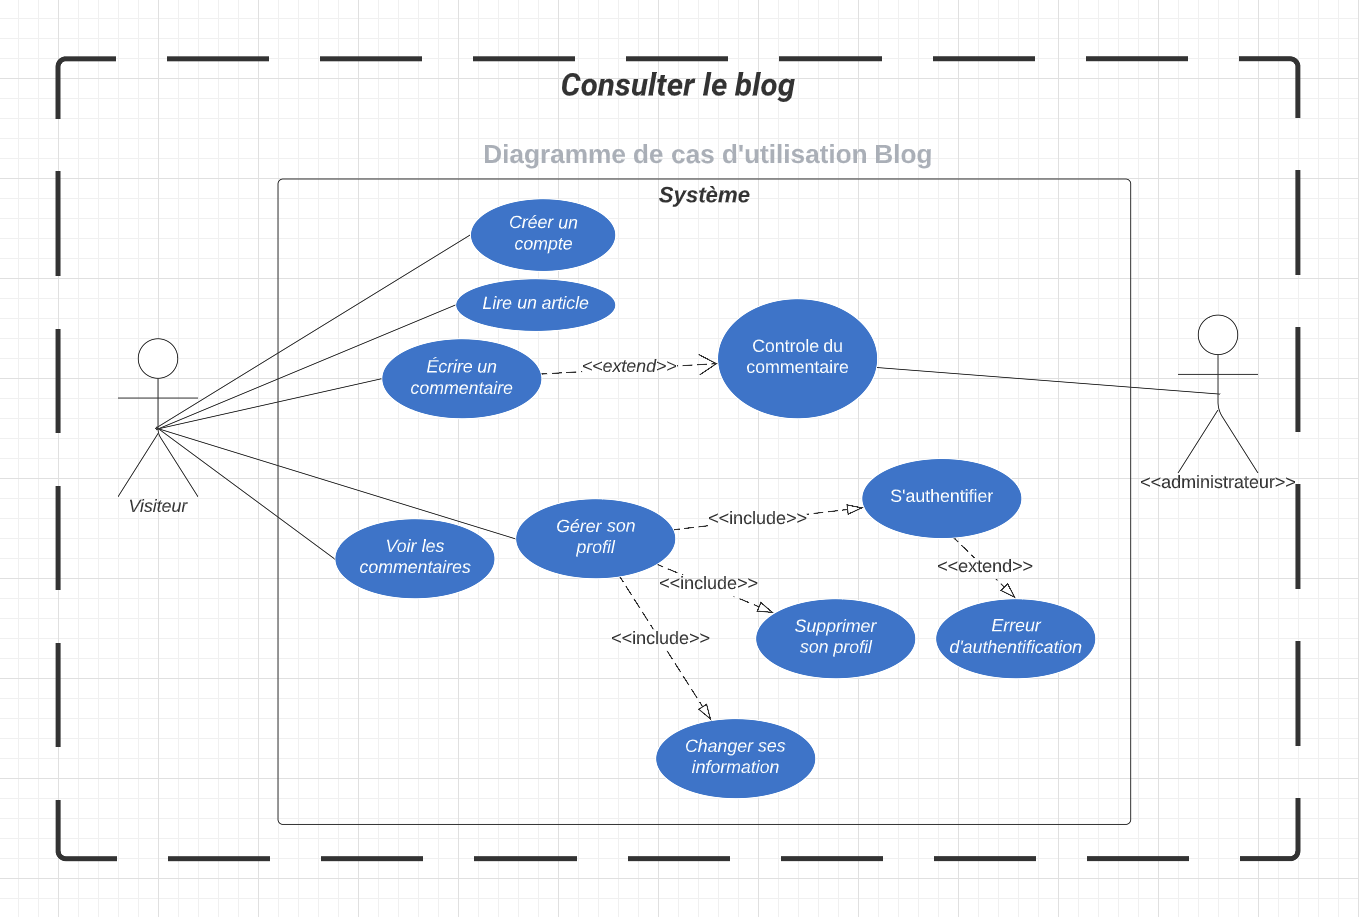 Consulter le blog
Diagramme de cas d'utilisation Blog
Système
Créer un
compte
Lire un article
Écrire un
commentaire
<<extend>>
Controle du
commentaire
Visiteur
<<administrateur>>
Gérer son
profil
<<include>>
S'authentifier
Voir les
commentaires
<<include>>
<<extend>>
<<include>>
Supprimer
son profil
Erreur
d'authentification
Changer ses
information